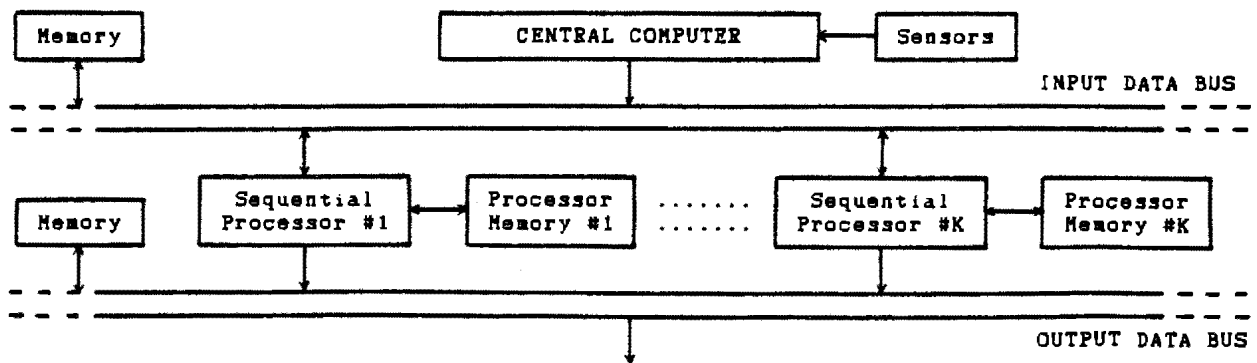 Memory
CENTRAL COMPUTER
Sensors
INPUT DATA BUS
Memory
Sequential
Processor #1
Processor
Memory #1
.......
.......
Sequential
Processor #K
Processor
Memory #K
OUTPUT DATA BUS